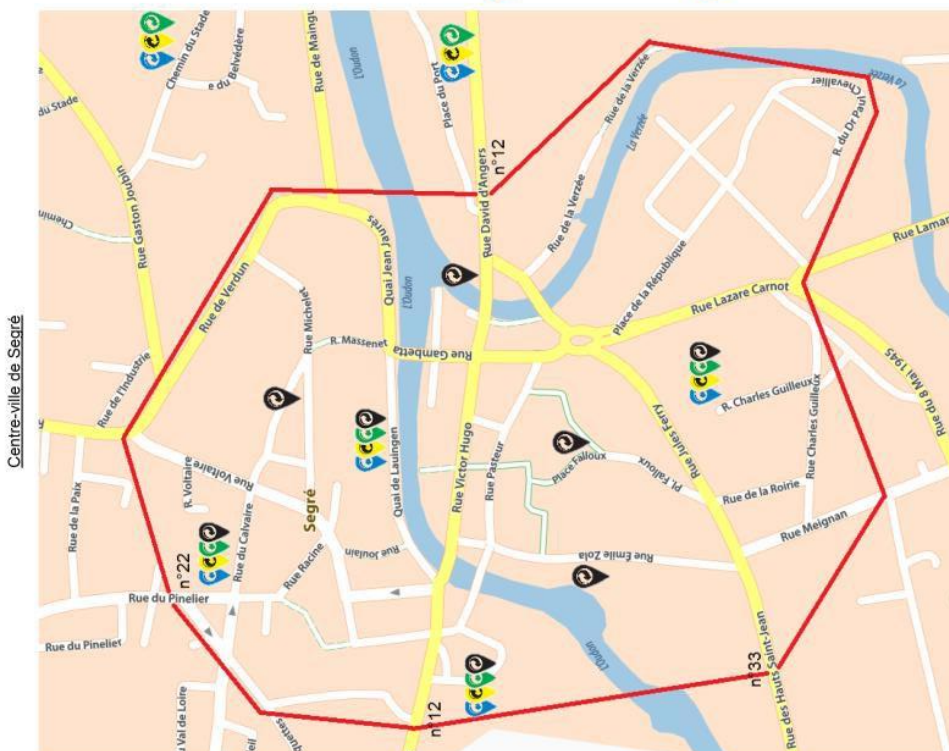 Centre-ville de Segré
du Stade
Chemin du Stade
e du Belvédère
Rue de Maingu
L'Oudon
Place du Port
Rue Gaston Joubin
Chemin
Rue de Verdun
Quai Jean Jaurès
Rue David d'Angers
n°12
Rue de la Verzée
Rue de la Verzée
La Verzée
La Verzée
Chevallier
R. du Dr Paul
Rue de l'Industrie
Rue Michelet
R. Massenet
L'Oudon
Rue Gambetta
Place de la République
Rue Lazare Carnot
Rue Lamar
Rue du 8 Mai 1945
Rue de la Paix
R. Voltaire
Rue Voltaire
Rue du Calvaire
Segré
Quai de Lauingen
Rue Victor Hugo
Rue Pasteur
Place Falloux
Pl. Falloux
Rue Jules Ferry
R. Charles Guilleux
Rue Charles Guilleux
Rue de la Roirie
Rue Meignan
n°22
Rue du Pinelier
Rue du Pinelier
Rue Racine
Rue Joulain
Rue Émile Zola
L'Oudon
u Val de Loire
quettes
n°12
n°33
Rue des Hauts Saint-Jean